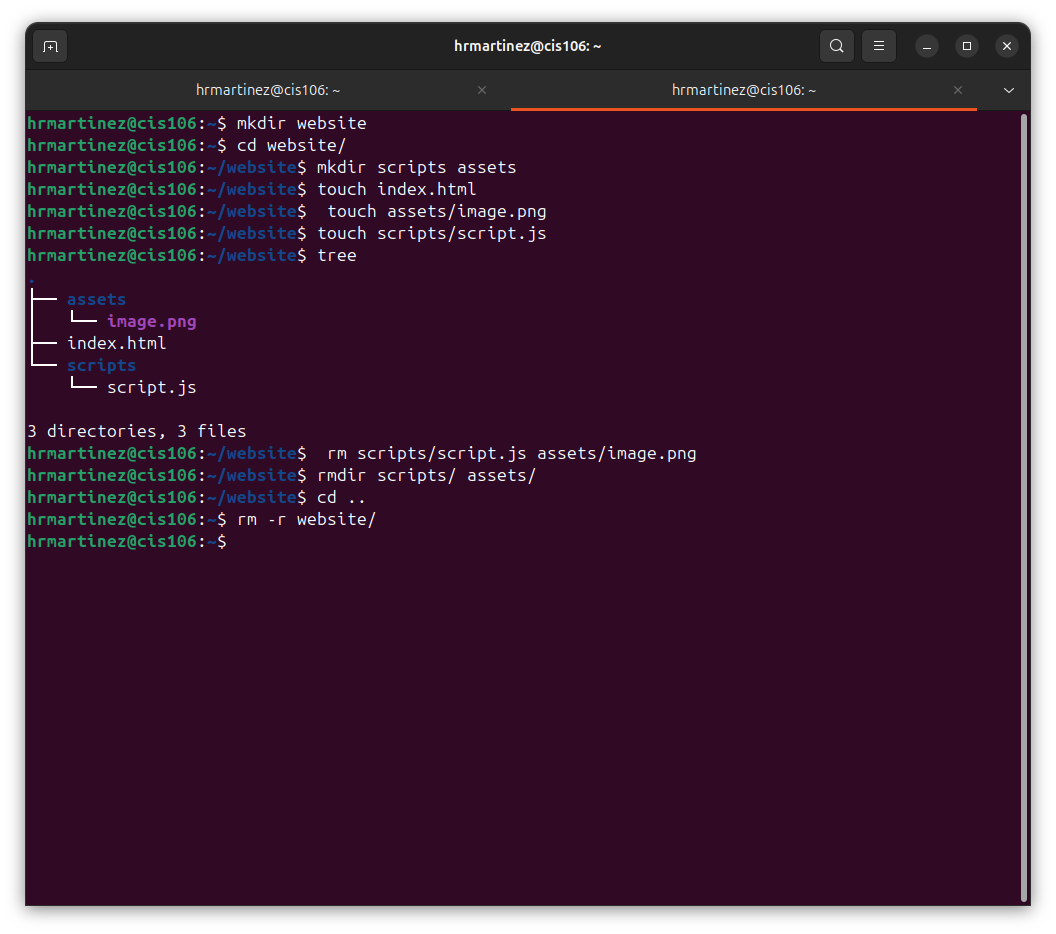 hrmartinez@cis106: ~
hrmartinez@cis106: ~ hrmartinez@cis106: ~
hrmartinez@cis106:~$ mkdir website
hrmartinez@cis106:~$ cd website/
hrmartinez@cis106:~/website$ mkdir scripts assets
hrmartinez@cis106:~/website$ touch index.html
hrmartinez@cis106:~/website$  touch assets/image.png
hrmartinez@cis106:~/website$ touch scripts/script.js
hrmartinez@cis106:~/website$ tree
.
├── assets
│   └── image.png
├── index.html
└── scripts
    └── script.js

3 directories, 3 files
hrmartinez@cis106:~/website$  rm scripts/script.js assets/image.png
hrmartinez@cis106:~/website$ rmdir scripts/ assets/
hrmartinez@cis106:~/website$ cd ..
hrmartinez@cis106:~$ rm -r website/
hrmartinez@cis106:~$